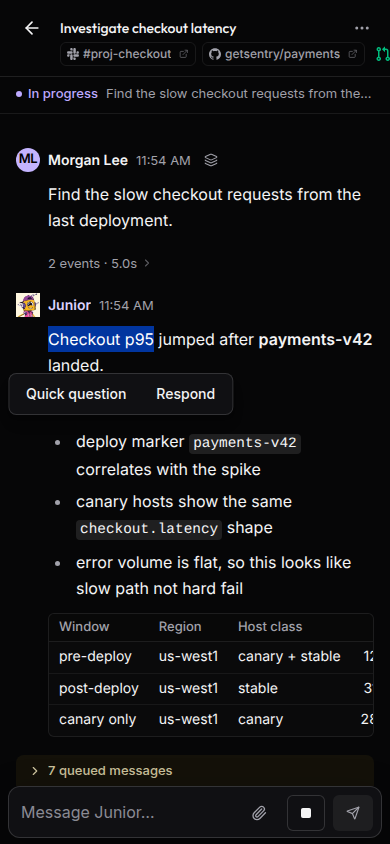 Investigate checkout latency
#proj-checkout
getsentry/payments
In progress Find the slow checkout requests from the...
ML Morgan Lee 11:54 AM
Find the slow checkout requests from the
last deployment.
2 events · 5.0s
Junior 11:54 AM
Checkout p95 jumped after payments-v42
landed.
Quick question Respond
deploy marker payments-v42
correlates with the spike
canary hosts show the same
checkout.latency shape
error volume is flat, so this looks like
slow path not hard fail
Window Region Host class
pre-deploy us-west1 canary + stable 12
post-deploy us-west1 stable
canary only us-west1 canary 28
7 queued messages
Message Junior...